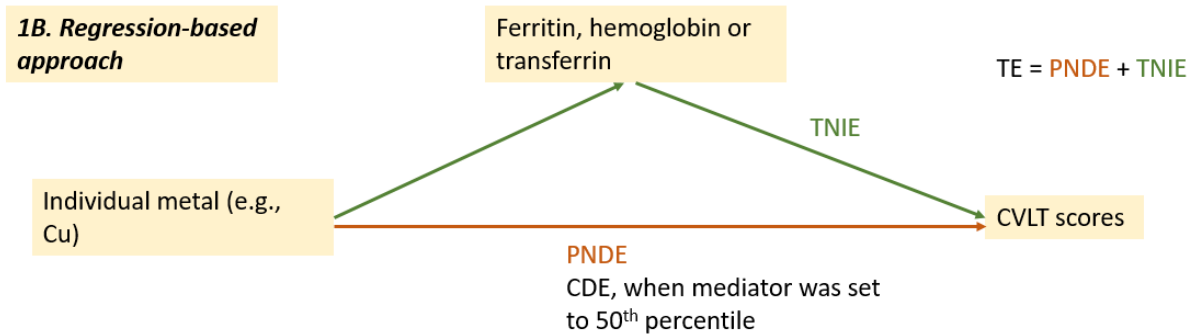 1B. Regression-based
approach
Ferritin, hemoglobin or
transferrin
TE = PNDE + TNIE
TNIE
Individual metal (e.g.,
Cu)
CVLT scores
PNDE
CDE, when mediator was set
to 50th percentile